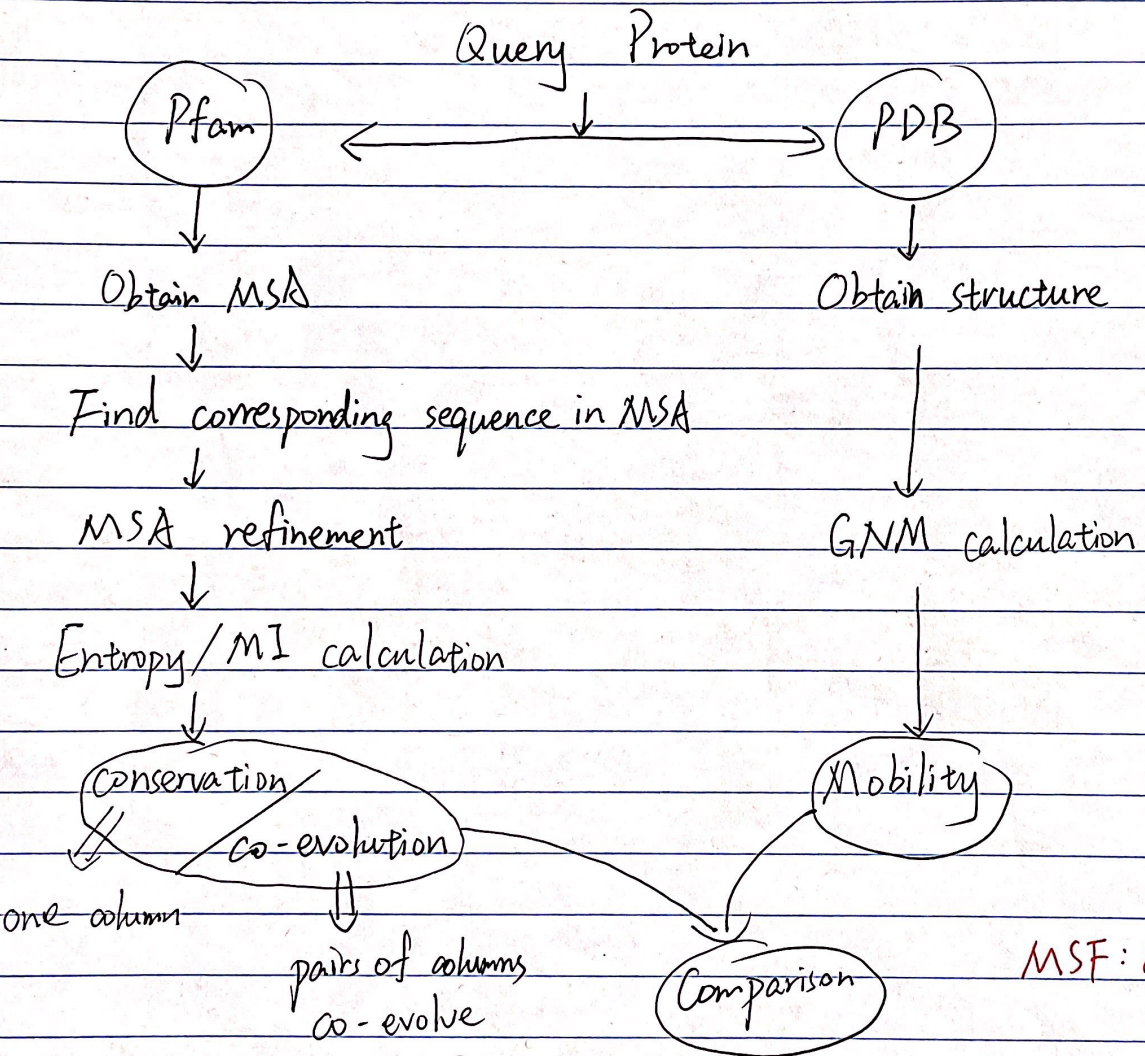 Query Protein
Pfam
PDB
Obtain MSA
Obtain structure
Find corresponding sequence in MSA
MSA refinement
GNM calculation
Entropy/MI calculation
Conservation
Mobility
co-evolution
one column
pairs of columns
co-evolve
Comparison
MSF: